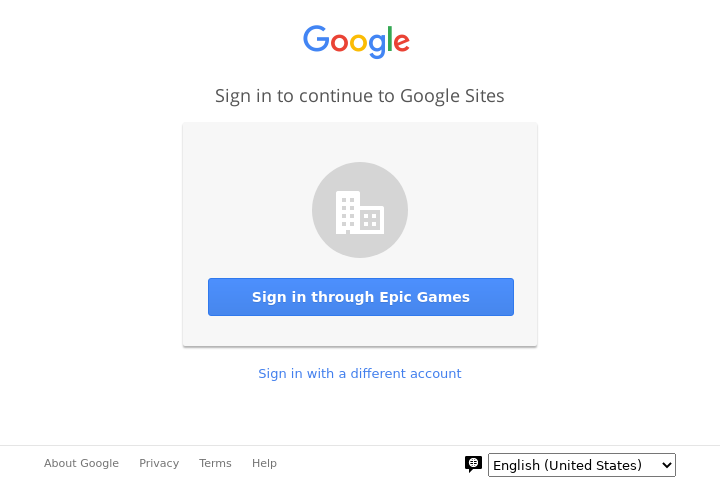 Google
Sign in to continue to Google Sites
Sign in through Epic Games
Sign in with a different account
About Google Privacy Terms Help English (United States)